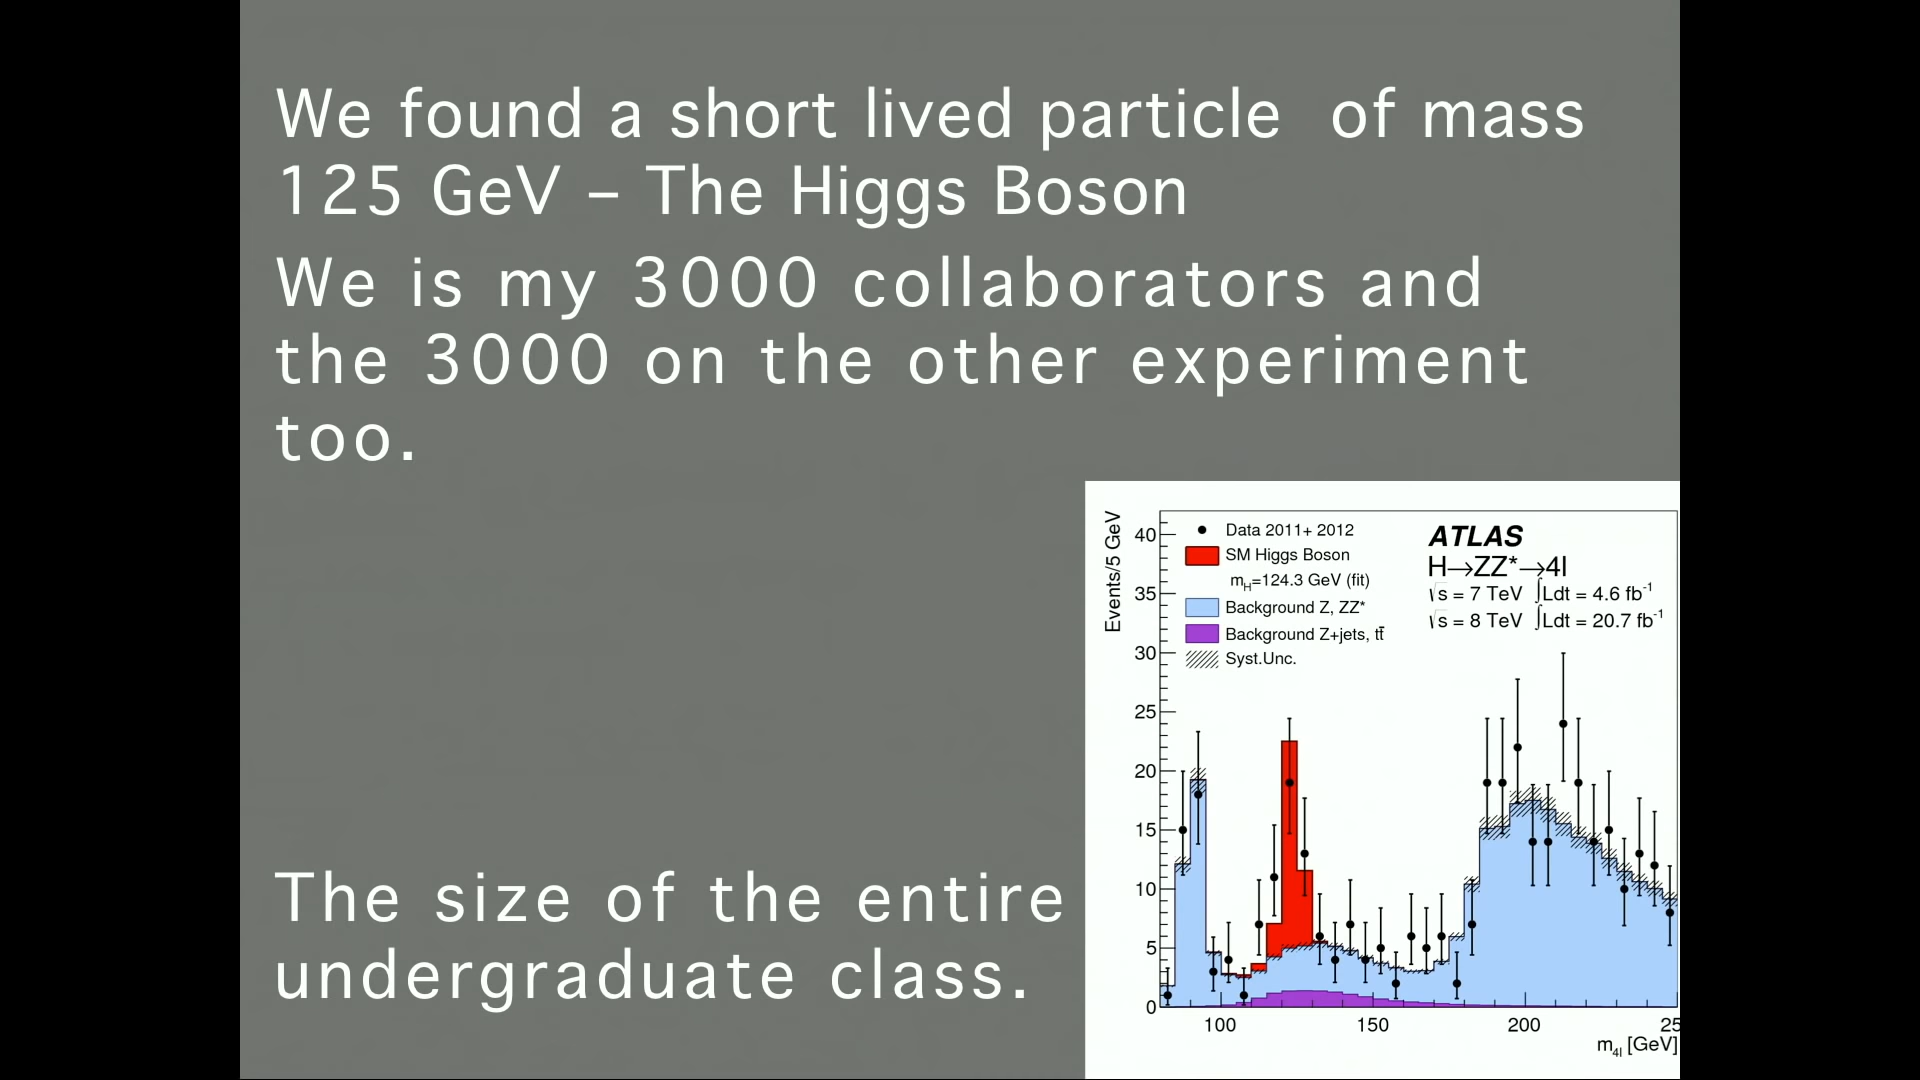 We found a short lived particle of mass
125 GeV – The Higgs Boson
We is my 3000 collaborators and
the 3000 on the other experiment
too.
The size of the entire
undergraduate class.
Events/5 GeV
40
35
30
25
20
15
10
5
0
Data 2011+ 2012
SM Higgs Boson
m_H=124.3 GeV (fit)
Background Z, ZZ*
Background Z+jets, tt̄
Syst.Unc.
ATLAS
H→ZZ*→4l
√s = 7 TeV ∫Ldt = 4.6 fb⁻¹
√s = 8 TeV ∫Ldt = 20.7 fb⁻¹
100 150 200 25
m_4l [GeV]